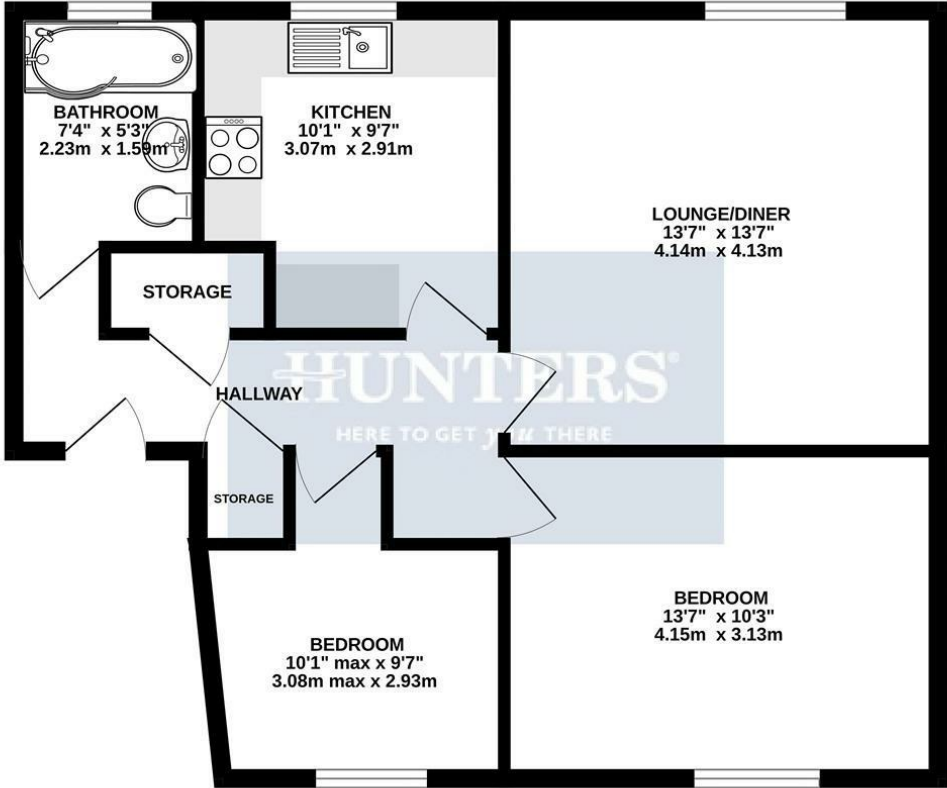 BATHROOM
7'4" x 5'3"
2.23m x 1.59m
KITCHEN
10'1" x 9'7"
3.07m x 2.91m
LOUNGE/DINER
13'7" x 13'7"
4.14m x 4.13m
STORAGE
HUNTERS®
HALLWAY
HERE TO GET you THERE
STORAGE
BEDROOM
10'1" max x 9'7"
3.08m max x 2.93m
BEDROOM
13'7" x 10'3"
4.15m x 3.13m